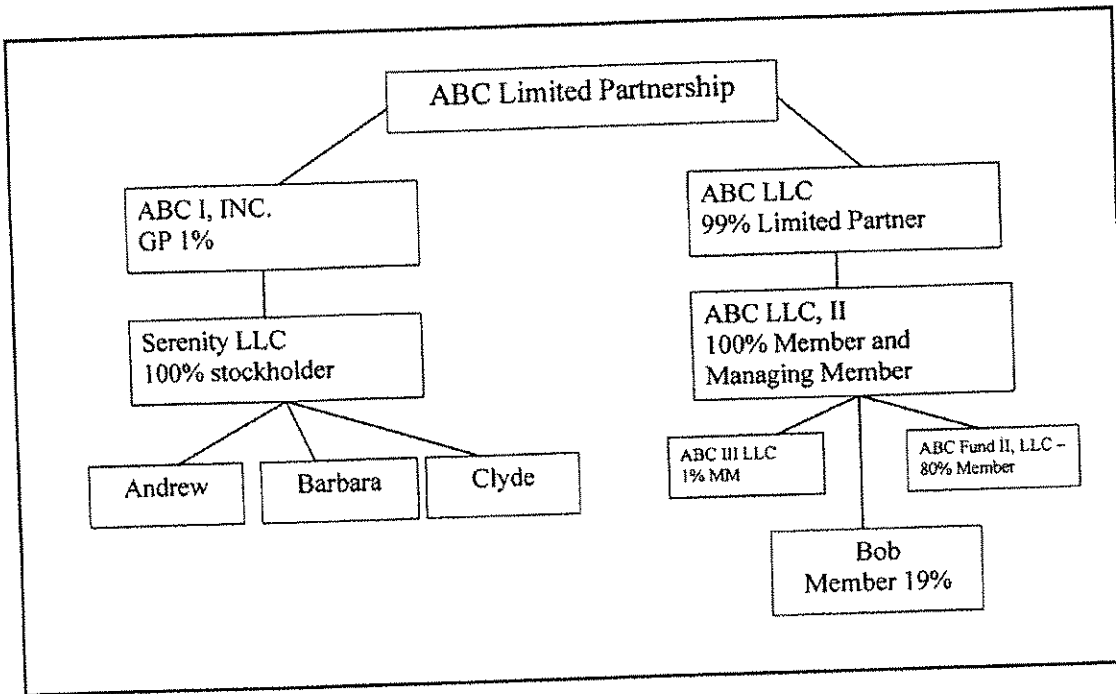 ABC Limited Partnership
ABC I, INC.
GP 1%
ABC LLC
99% Limited Partner
Serenity LLC
100% stockholder
ABC LLC, II
100% Member and
Managing Member
Andrew
Barbara
Clyde
ABC III LLC
1% MM
ABC Fund II, LLC –
80% Member
Bob
Member 19%